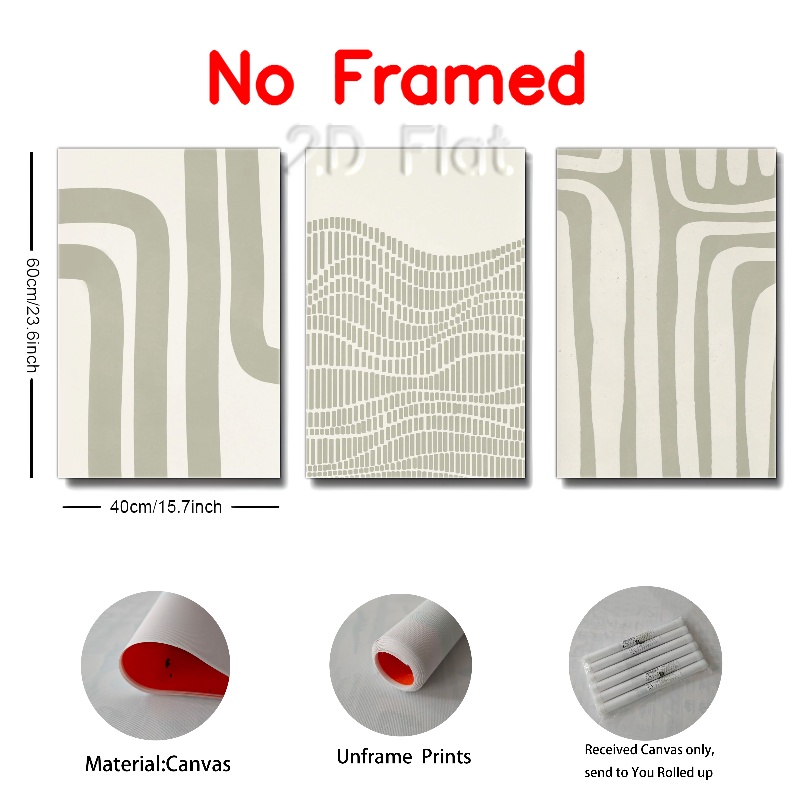 No Framed
2D Flat
60cm/23.6inch
40cm/15.7inch
Material:Canvas
Unframe Prints
Received Canvas only,
send to You Rolled up